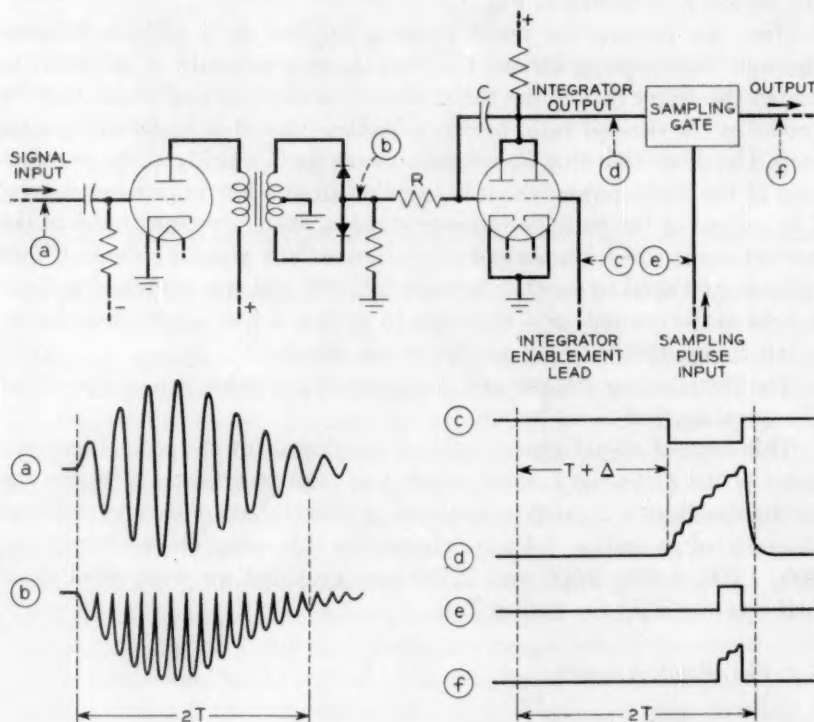 +
+
C
INTEGRATOR
OUTPUT
SAMPLING
GATE
OUTPUT
f
d
SIGNAL
INPUT
a
b
R
c e
-
+
INTEGRATOR
ENABLEMENT
LEAD
SAMPLING
PULSE
INPUT
a
b
2T
c
T + Δ
d
e
f
2T